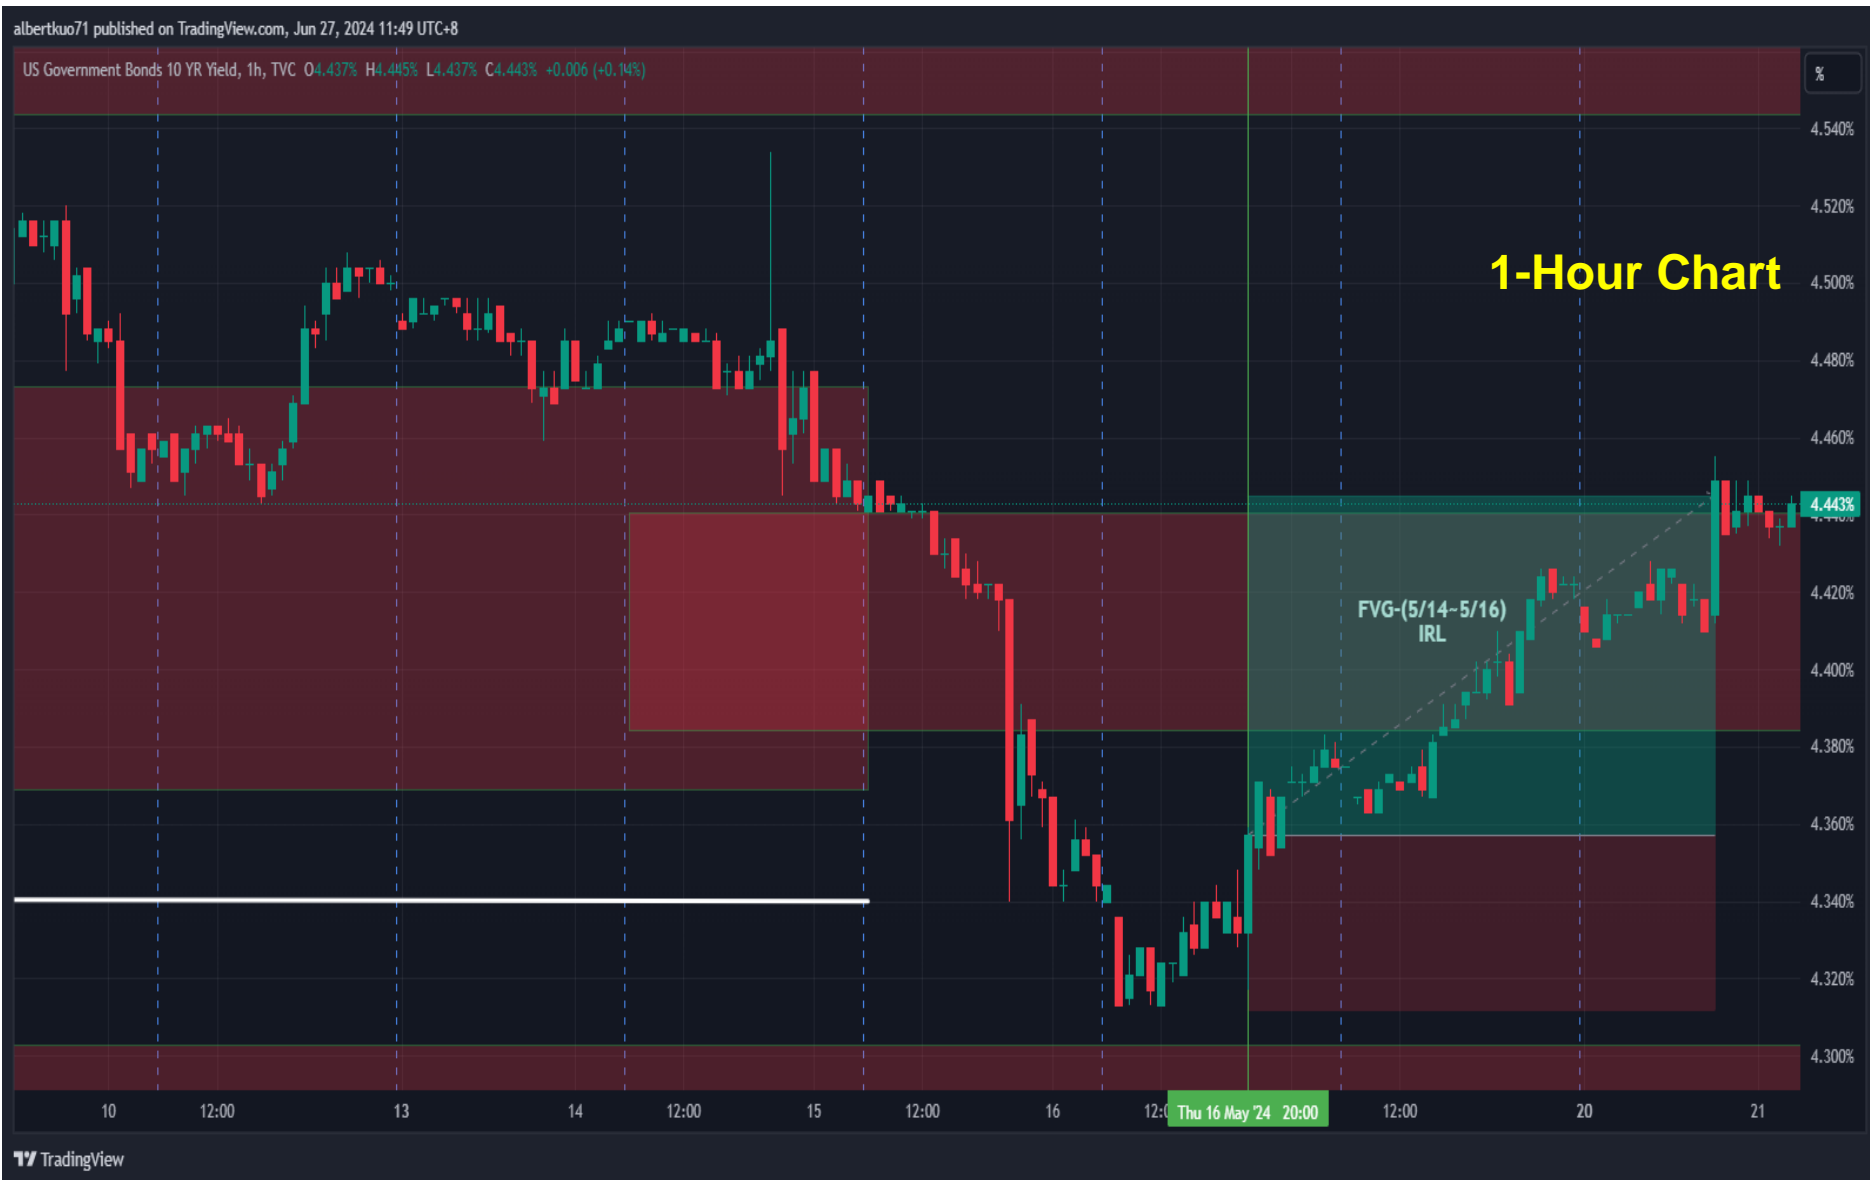 albertkuo71 published on TradingView.com, Jun 27, 2024 11:49 UTC+8
US Government Bonds 10 YR Yield, 1h, TVC O4.437% H4.445% L4.437% C4.443% +0.006 (+0.14%)
%
4.540%
4.520%
1-Hour Chart
4.500%
4.480%
4.460%
4.443%
4.440%
4.420%
FVG-(5/14~5/16)
IRL
4.400%
4.380%
4.360%
4.340%
4.320%
4.300%
10 12:00 13 14 12:00 15 12:00 16 12:0 Thu 16 May '24 20:00 12:00 20 21
TradingView